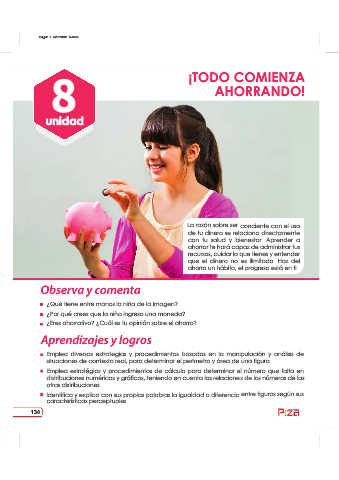 8
unidad
¡TODO COMIENZA
AHORRANDO!
La razón sobre ser conciente con el uso
de tu dinero se relaciona directamente
con tu salud y bienestar. Aprender a
ahorrar te hará capaz de administrar tus
recursos, cuidar lo que tienes y entender
que el dinero no es ilimitado. Haz del
ahorro un hábito, el progreso está en ti
Observa y comenta
¿Qué tiene entre manos la niña de la imagen?
¿Por qué crees que la niña ingresa una moneda?
¿Eres ahorrativo? ¿Cuál es tu opinión sobre el ahorro?
Aprendizajes y logros
Emplea diversas estrategias y procedimientos basados en la manipulación y análisis de
situaciones de contexto real, para determinar el perímetro y área de una figura.
Emplea estratégias y procedimientos de cálculo para determinar el número que falta en
distribuciones numéricas y gráficas, teniendo en cuenta las relaciones de los números de las
otras distribuciones
Identifica y explica con sus propias palabras la igualdad o diferencia entre figuras según sus
características perceptuales
134